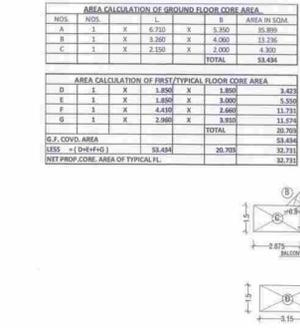 AREA CALCULATION OF GROUND FLOOR CORE AREA
NOS. NOS. L B AREA IN SQM.
A 1 X 6.710 X 5.350 35.899
B 1 X 3.260 X 4.060 13.236
C 1 X 2.150 X 2.000 4.300
TOTAL 53.434
AREA CALCULATION OF FIRST/TYPICAL FLOOR CORE AREA
D 1 X 1.850 X 1.850 3.423
E 1 X 1.850 X 3.000 5.550
F 1 X 4.410 X 2.660 11.731
G 1 X 2.960 X 3.910 11.574
TOTAL 20.703
G.F. COVD. AREA 53.434
LESS = ( D+E+F+G ) 53.434 20.703 32.731
NET PROP.CORE. AREA OF TYPICAL FL. 32.731
B
1.5
C
2.875
BALCON
1.5
3.15